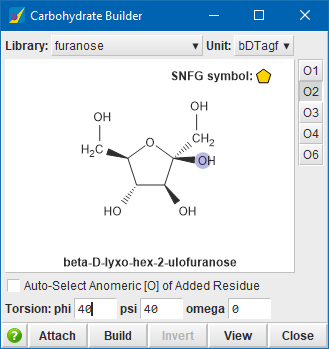 Carbohydrate Builder
Library: furanose Unit: bDTagf
SNFG symbol:
O1
O2
O3
O4
O6
OH
OH
H2C
O
CH2
OH
HO
OH
beta-D-lyxo-hex-2-ulofuranose
Auto-Select Anomeric [O] of Added Residue
Torsion: phi 40 psi 40 omega 0
? Attach Build Invert View Close